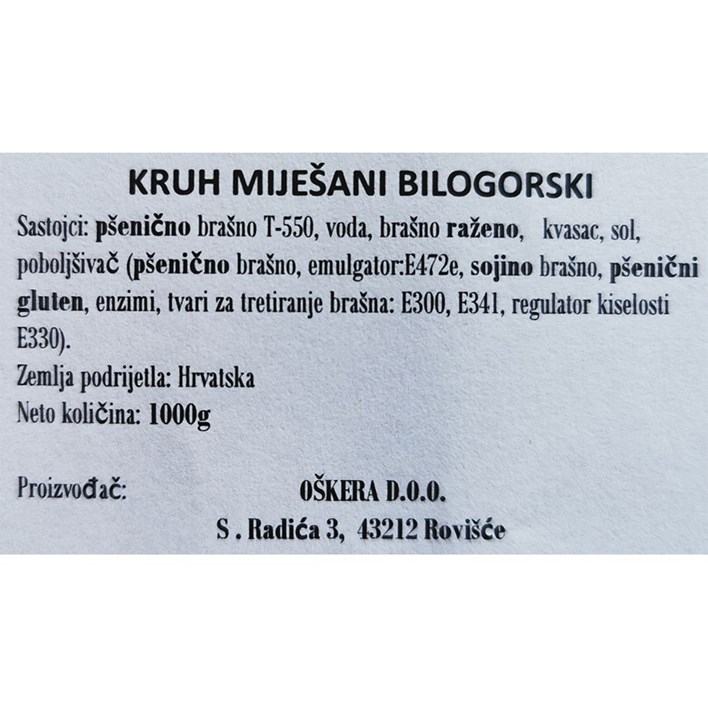 KRUH MIJEŠANI BILOGORSKI
Sastojci: pšenično brašno T-550, voda, brašno raženo, kvasac, sol,
poboljšivač (pšenično brašno, emulgator:E472e, sojino brašno, pšenični
gluten, enzimi, tvari za tretiranje brašna: E300, E341, regulator kiselosti
E330).
Zemlja podrijetla: Hrvatska
Neto količina: 1000g
Proizvođač: OŠKERA D.O.O.
S . Radića 3, 43212 Rovišće